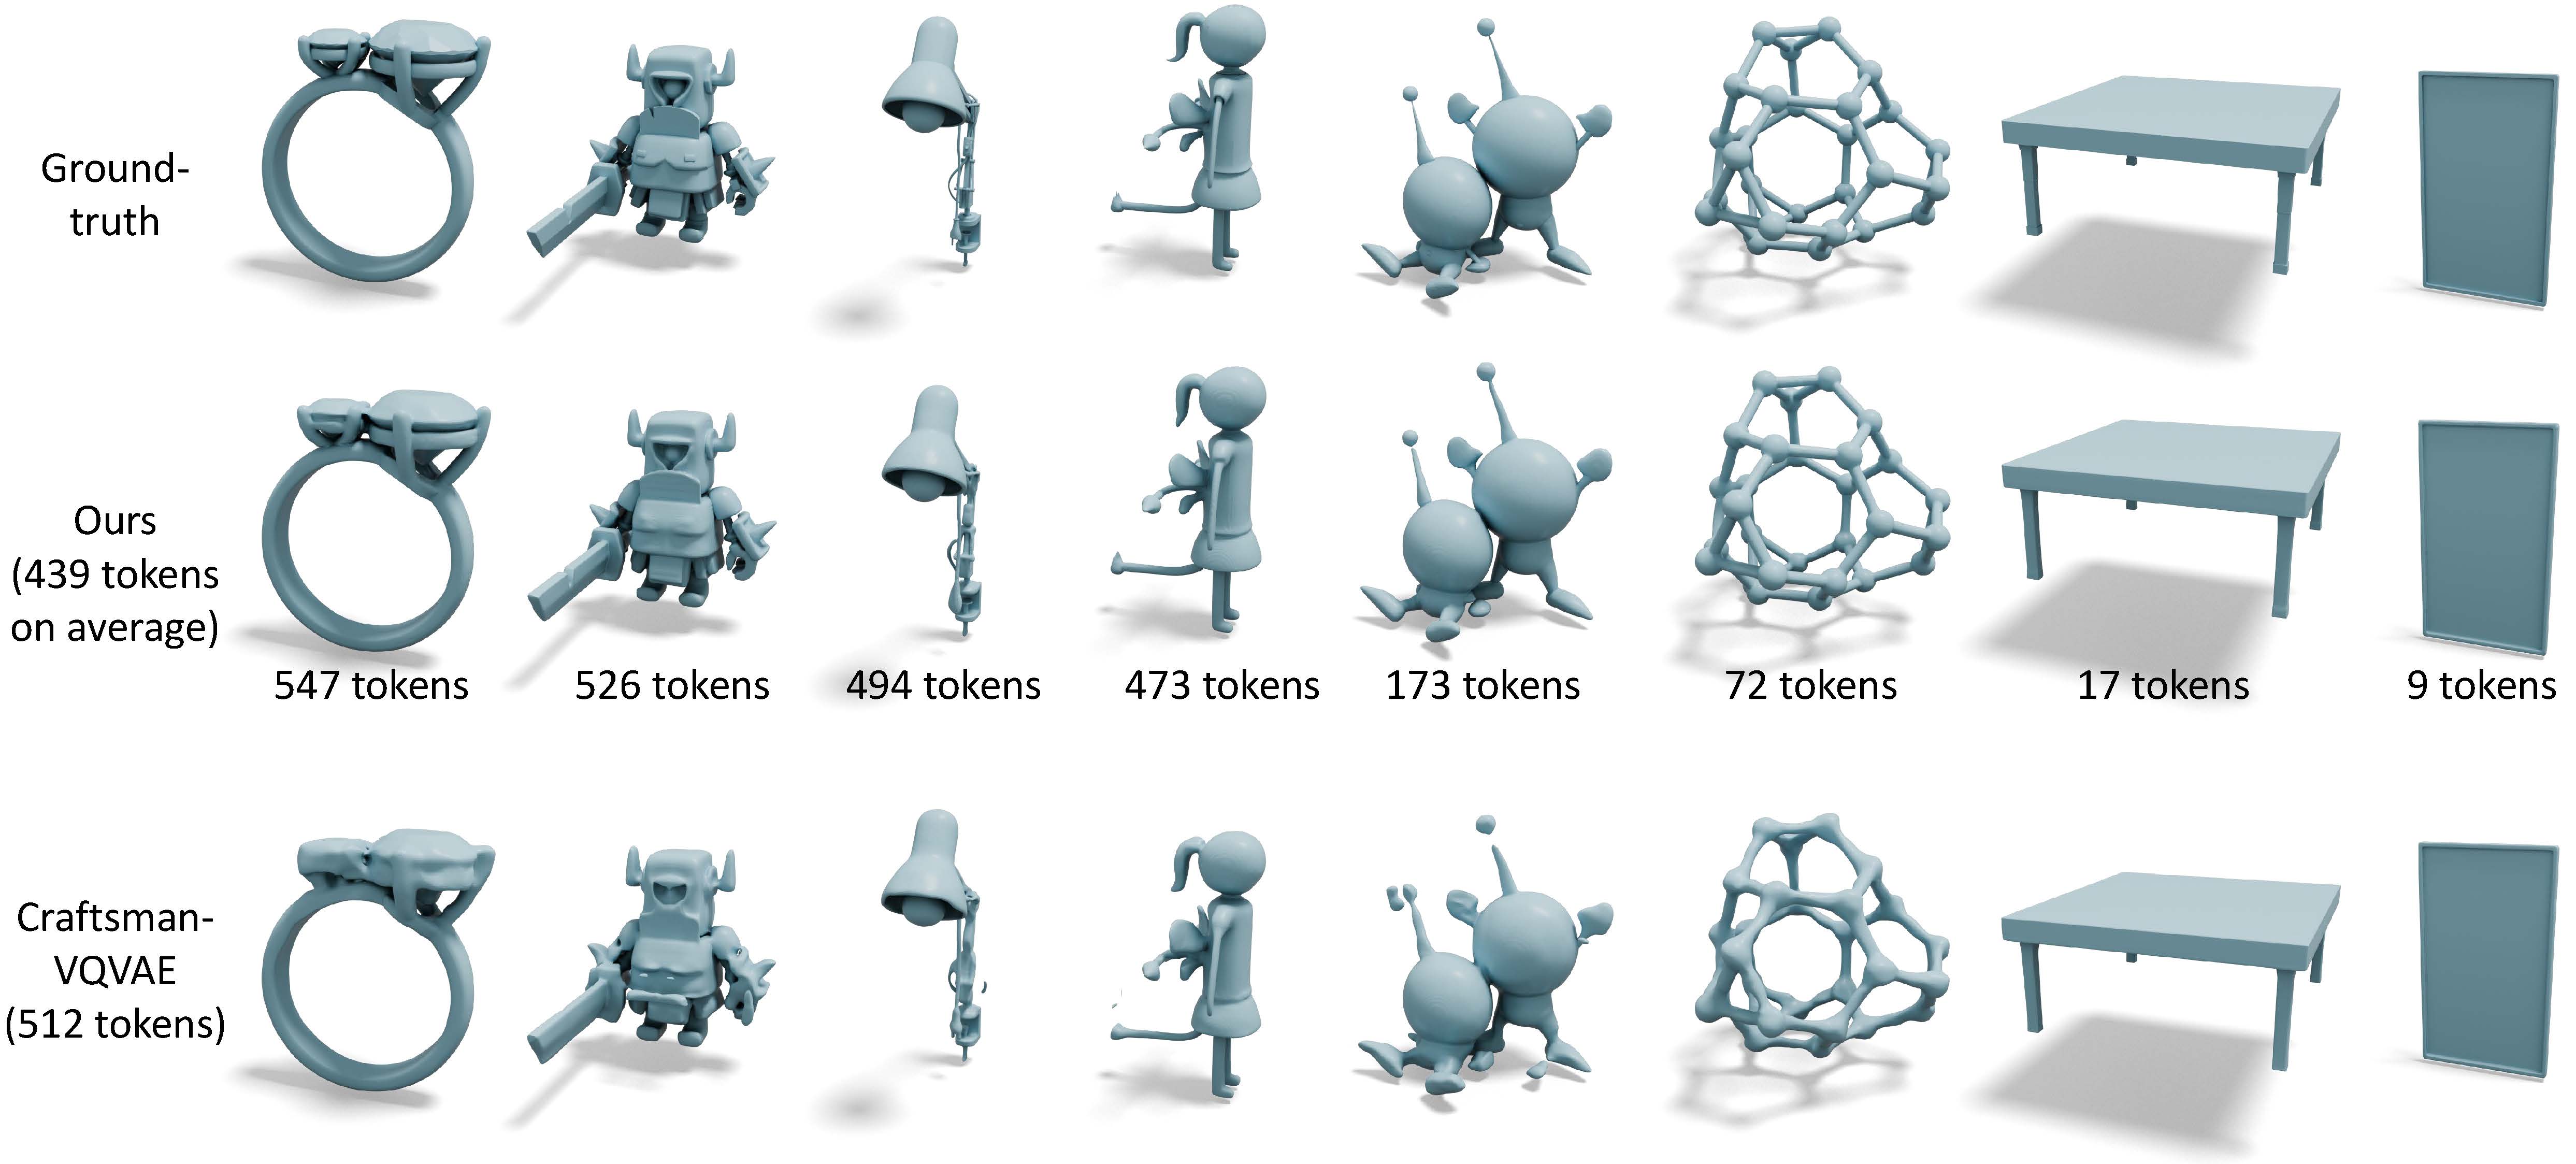 Ground-
truth
Ours
(439 tokens
on average)
547 tokens
526 tokens
494 tokens
473 tokens
173 tokens
72 tokens
17 tokens
9 tokens
Craftsman-
VQVAE
(512 tokens)